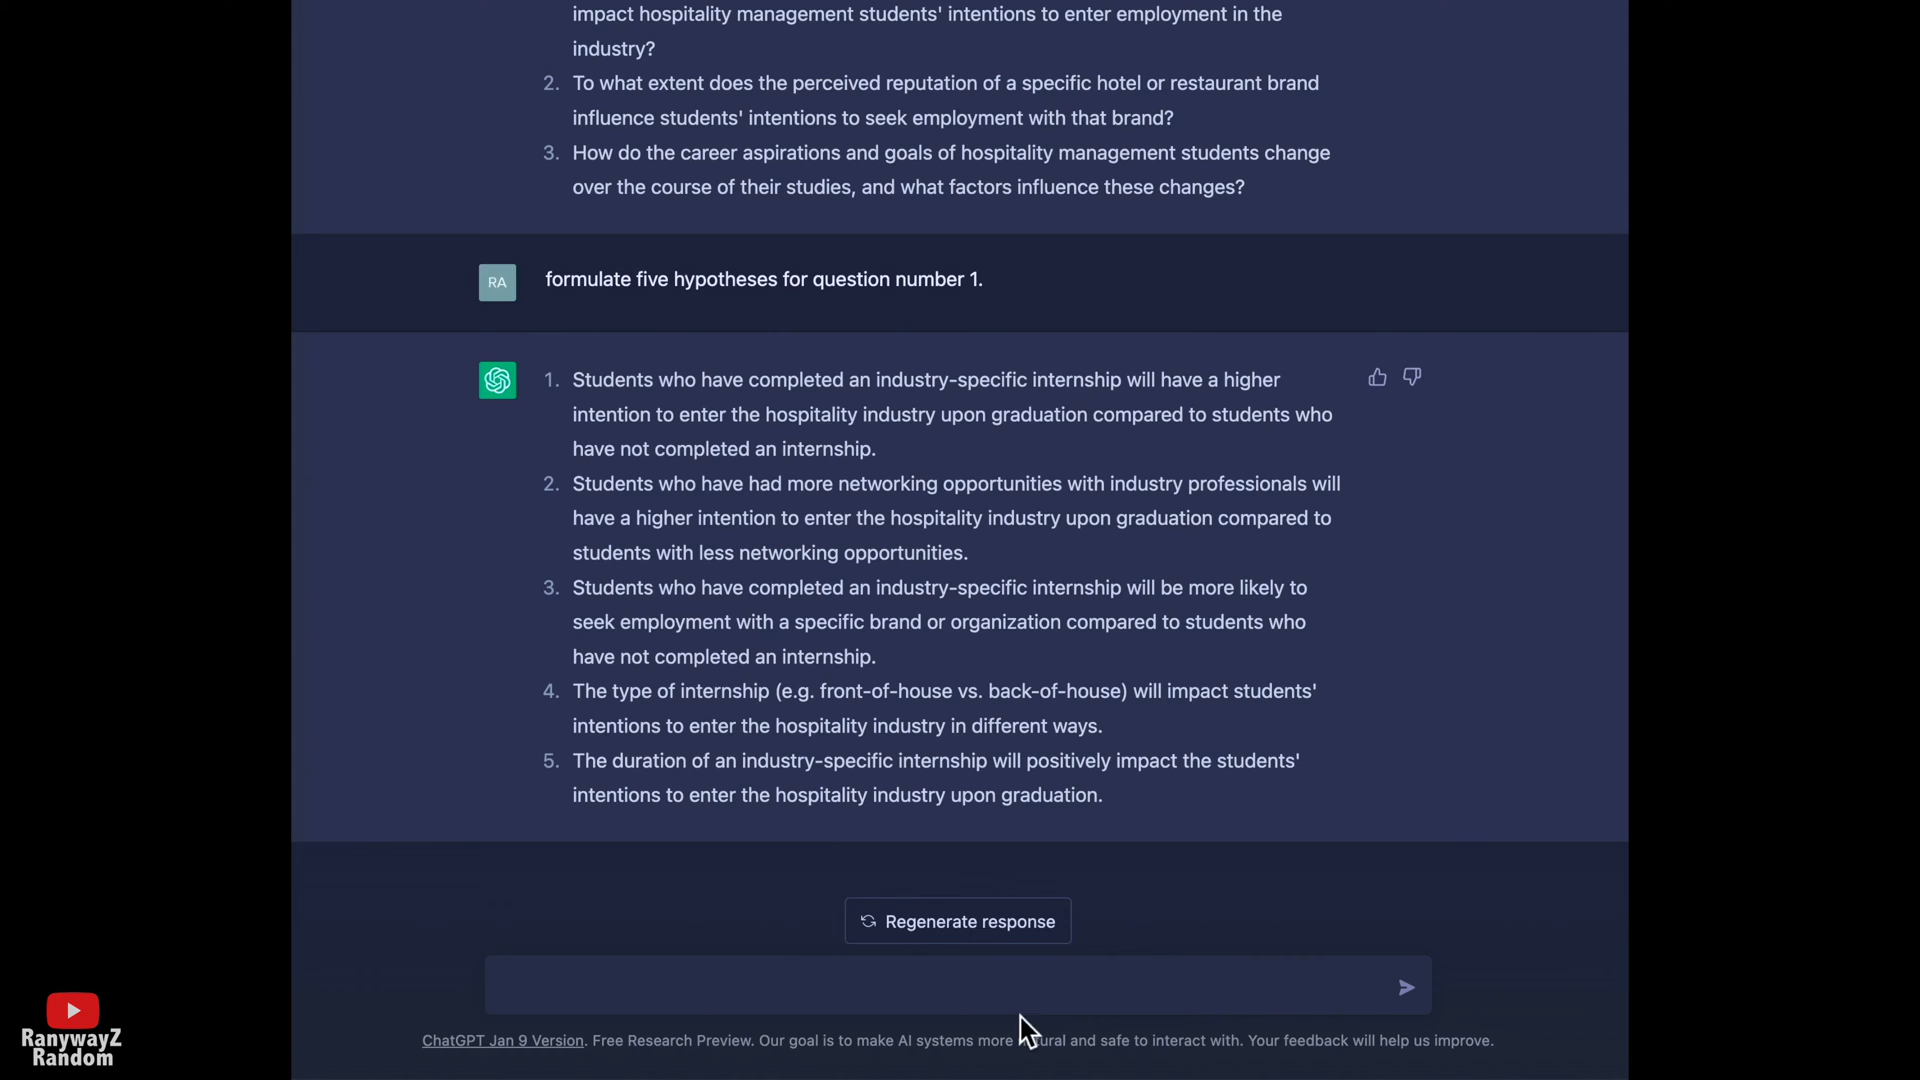 impact hospitality management students' intentions to enter employment in the
industry?
2. To what extent does the perceived reputation of a specific hotel or restaurant brand
influence students' intentions to seek employment with that brand?
3. How do the career aspirations and goals of hospitality management students change
over the course of their studies, and what factors influence these changes?
RA
formulate five hypotheses for question number 1.
1. Students who have completed an industry-specific internship will have a higher
intention to enter the hospitality industry upon graduation compared to students who
have not completed an internship.
2. Students who have had more networking opportunities with industry professionals will
have a higher intention to enter the hospitality industry upon graduation compared to
students with less networking opportunities.
3. Students who have completed an industry-specific internship will be more likely to
seek employment with a specific brand or organization compared to students who
have not completed an internship.
4. The type of internship (e.g. front-of-house vs. back-of-house) will impact students'
intentions to enter the hospitality industry in different ways.
5. The duration of an industry-specific internship will positively impact the students'
intentions to enter the hospitality industry upon graduation.
Regenerate response
ChatGPT Jan 9 Version. Free Research Preview. Our goal is to make AI systems more and safe to interact with. Your feedback will help us improve.
RanywayZ
Random